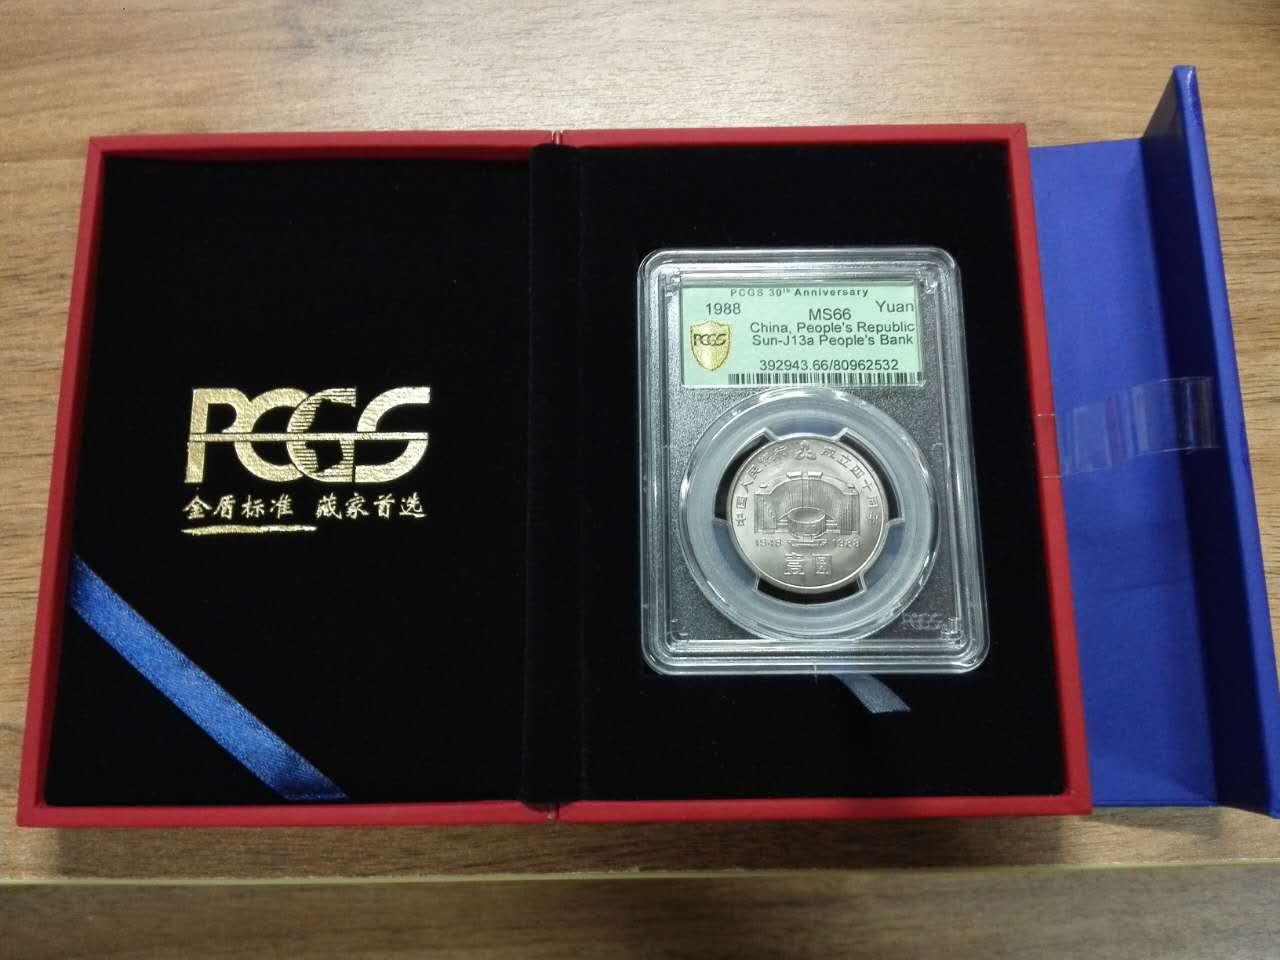 PCGS
金盾标准 藏家首选
PCGS 30th Anniversary
1988 MS66 Yuan
China, People's Republic
Sun-J13a People's Bank
392943.66/80962532
PCGS
中国人民银行 成立四十周年
1948 1988
壹圆
PCGS